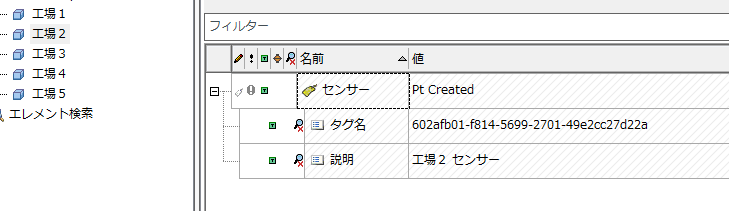 工場１
工場２
工場３
工場４
工場５
エレメント検索
フィルター
名前 値
センサー Pt Created
タグ名 602afb01-f814-5699-2701-49e2cc27d22a
説明 工場２ センサー